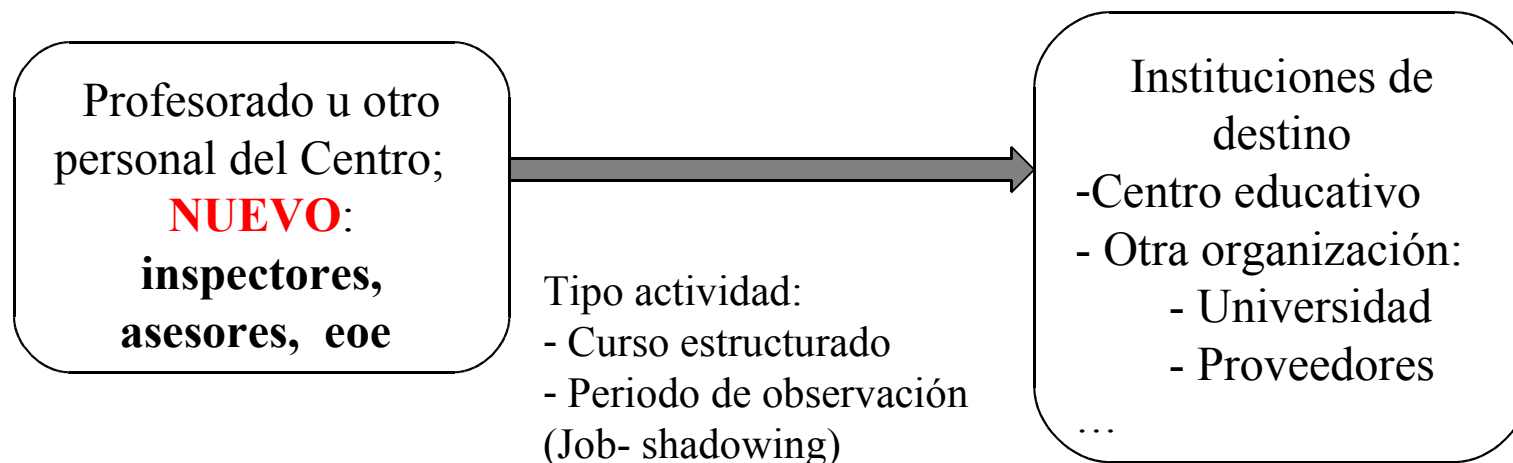 Profesorado u otro
personal del Centro;
NUEVO:
inspectores,
asesores, eoe
Tipo actividad:
- Curso estructurado
- Periodo de observación
(Job- shadowing)
Instituciones de
destino
-Centro educativo
- Otra organización:
- Universidad
- Proveedores
…